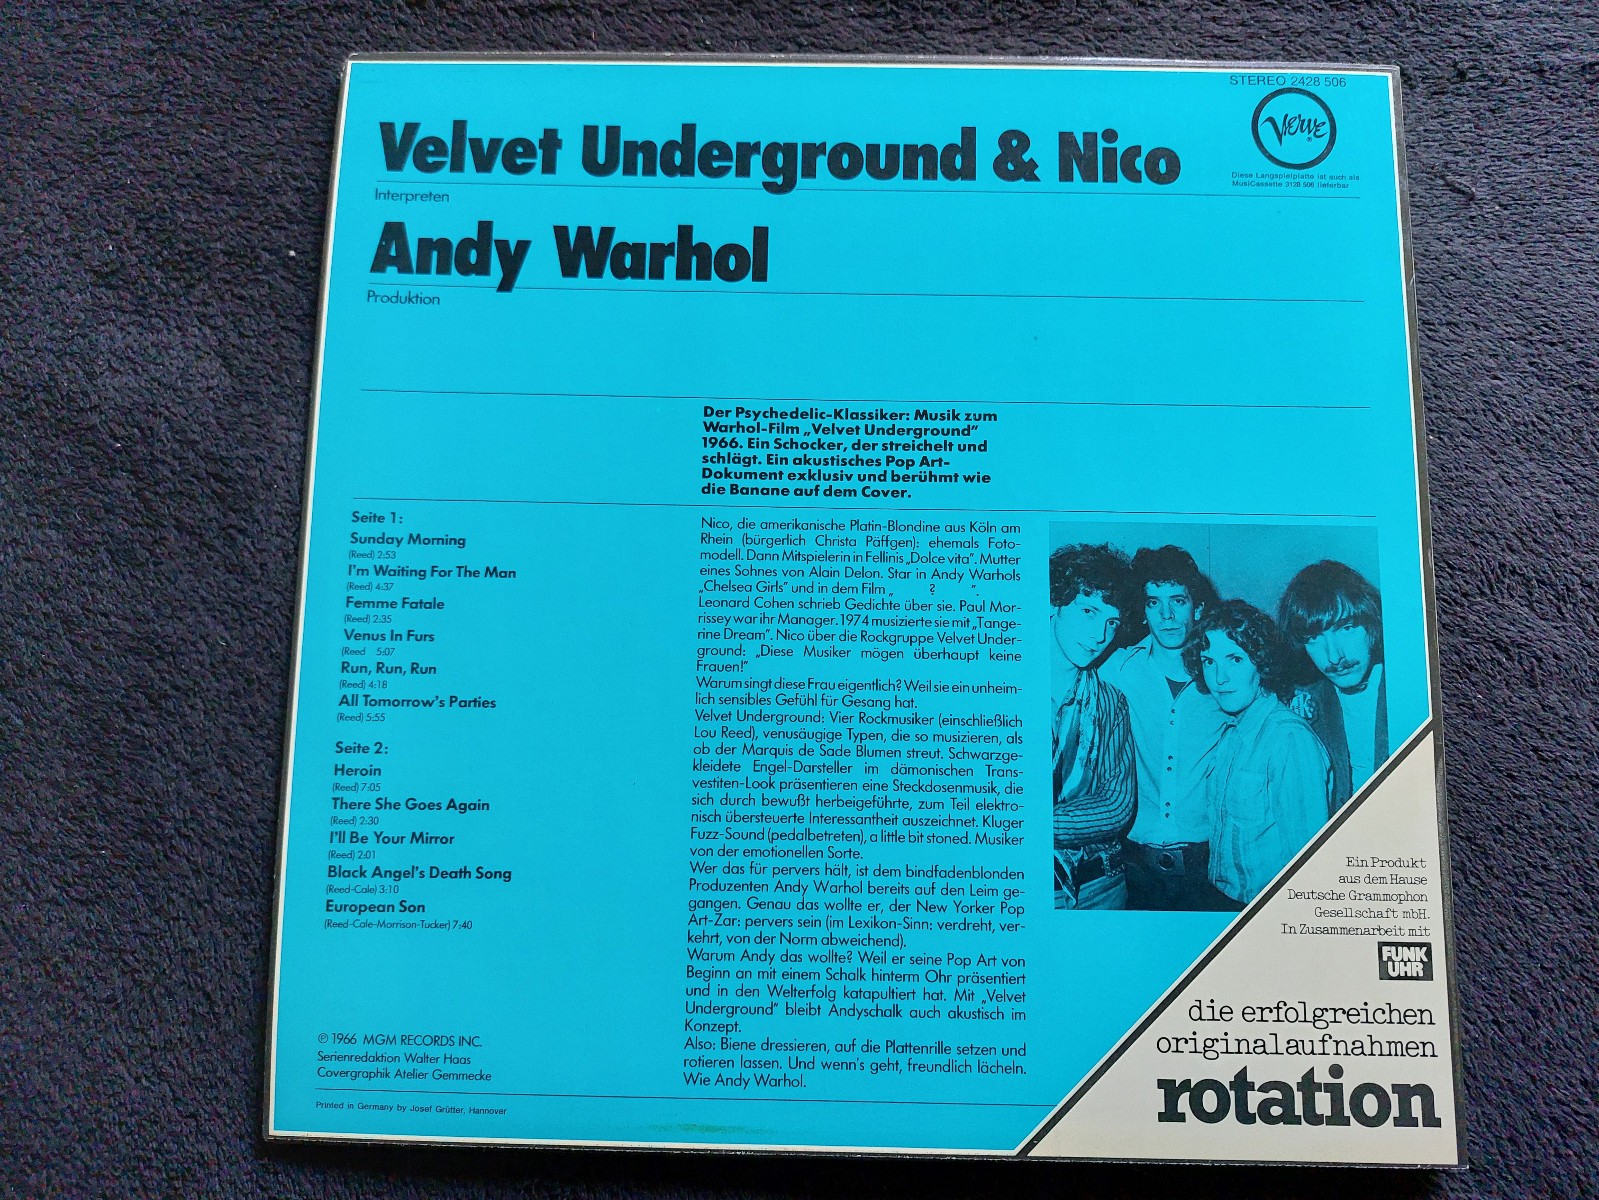 STEREO 2428 506
Verve
Diese Langspielplatte ist auch als
MusiCassette 3128 506 lieferbar
Velvet Underground & Nico
Interpreten
Andy Warhol
Produktion
Der Psychedelic-Klassiker: Musik zum
Warhol-Film „Velvet Underground”
1966. Ein Schocker, der streichelt und
schlägt. Ein akustisches Pop Art-
Dokument exklusiv und berühmt wie
die Banane auf dem Cover.
Seite 1:
Sunday Morning
(Reed) 2:53
I'm Waiting For The Man
(Reed) 4:37
Femme Fatale
(Reed) 2:35
Venus In Furs
(Reed 5:07
Run, Run, Run
(Reed) 4:18
All Tomorrow's Parties
(Reed) 5:55
Seite 2:
Heroin
(Reed) 7:05
There She Goes Again
(Reed) 2:30
I'll Be Your Mirror
(Reed) 2:01
Black Angel's Death Song
(Reed-Cale) 3:10
European Son
(Reed-Cale-Morrison-Tucker) 7:40
Nico, die amerikanische Platin-Blondine aus Köln am
Rhein (bürgerlich Christa Päffgen): ehemals Foto-
modell. Dann Mitspielerin in Fellinis „Dolce vita”. Mutter
eines Sohnes von Alain Delon. Star in Andy Warhols
„Chelsea Girls” und in dem Film „ ? ”.
Leonard Cohen schrieb Gedichte über sie. Paul Mor-
rissey war ihr Manager. 1974 musizierte sie mit „Tange-
rine Dream”. Nico über die Rockgruppe Velvet Under-
ground: „Diese Musiker mögen überhaupt keine
Frauen!”
Warum singt diese Frau eigentlich? Weil sie ein unheim-
lich sensibles Gefühl für Gesang hat.
Velvet Underground: Vier Rockmusiker (einschließlich
Lou Reed), venusäugige Typen, die so musizieren, als
ob der Marquis de Sade Blumen streut. Schwarzge-
kleidete Engel-Darsteller im dämonischen Trans-
vestiten-Look präsentieren eine Steckdosenmusik, die
sich durch bewußt herbeigeführte, zum Teil elektro-
nisch übersteuerte Interessantheit auszeichnet. Kluger
Fuzz-Sound (pedalbetreten), a little bit stoned. Musiker
von der emotionellen Sorte.
Wer das für pervers hält, ist dem bindfadenblonden
Produzenten Andy Warhol bereits auf den Leim ge-
gangen. Genau das wollte er, der New Yorker Pop
Art-Zar: pervers sein (im Lexikon-Sinn: verdreht, ver-
kehrt, von der Norm abweichend).
Warum Andy das wollte? Weil er seine Pop Art von
Beginn an mit einem Schalk hinterm Ohr präsentiert
und in den Welterfolg katapultiert hat. Mit „Velvet
Underground” bleibt Andyschalk auch akustisch im
Konzept.
Also: Biene dressieren, auf die Plattenrille setzen und
rotieren lassen. Und wenn's geht, freundlich lächeln.
Wie Andy Warhol.
℗ 1966 MGM RECORDS INC.
Serienredaktion Walter Haas
Covergraphik Atelier Gemmecke
Printed in Germany by Josef Grütter, Hannover
Ein Produkt
aus dem Hause
Deutsche Grammophon
Gesellschaft mbH.
In Zusammenarbeit mit
FUNK
UHR
die erfolgreichen
originalaufnahmen
rotation